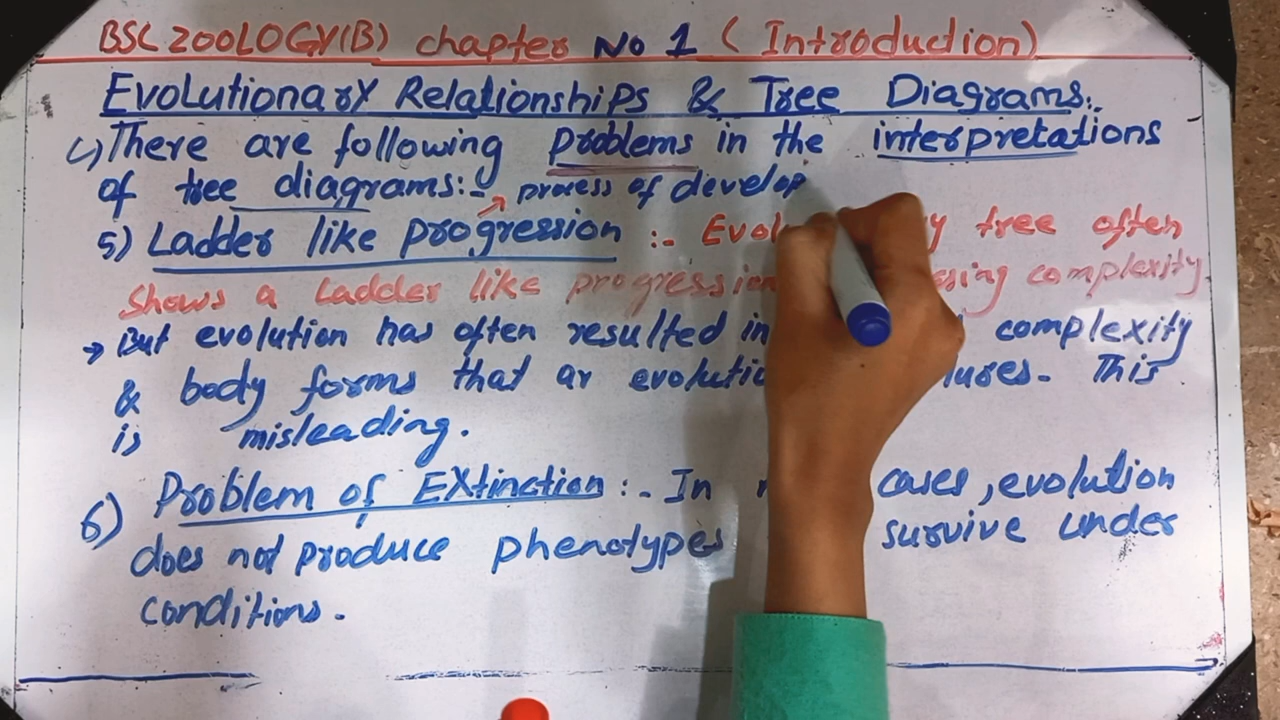 BSC ZOOLOGY(B) chapter No 1 ( Introduction)
Evolutionary Relationships & Tree Diagrams:.
There are following problems in the interpretations
of tree diagrams:- process of develop
5) Ladder like progression :- tree often
Shows a Ladder like progression complexity
→ But evolution has often resulted in complexity
& body forms that ar This
is misleading.
6) Problem of EXtinction :- In cases, evolution
does not produce phenotypes survive under
conditions.